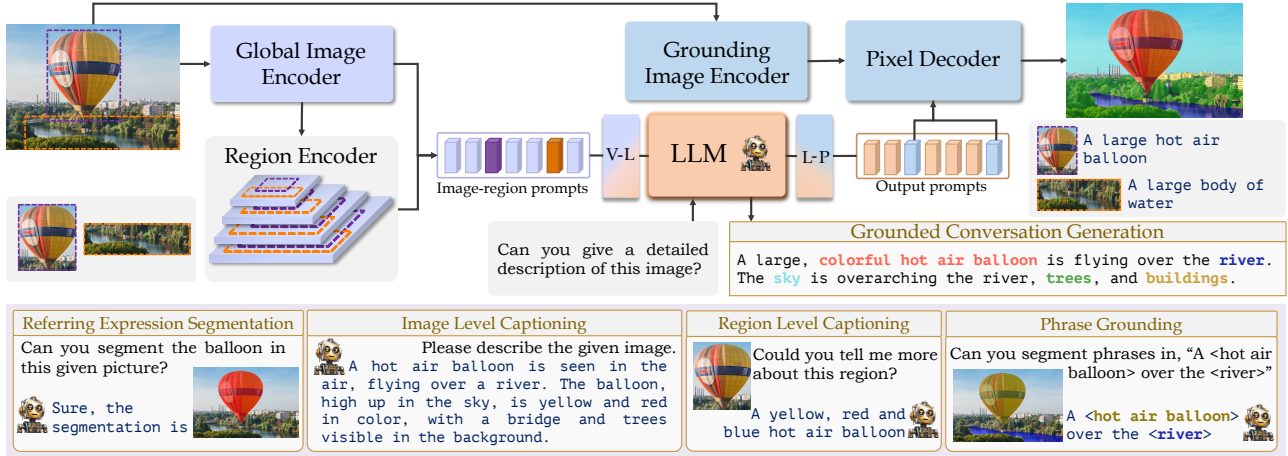 Global Image
Encoder
Grounding
Image Encoder
Pixel Decoder
Region Encoder
Image-region prompts
V-L
LLM
L-P
Output prompts
A large hot air
balloon
A large body of
water
Can you give a detailed
description of this image?
Grounded Conversation Generation
A large, colorful hot air balloon is flying over the river.
The sky is overarching the river, trees, and buildings.
Referring Expression Segmentation
Can you segment the balloon in
this given picture?
Sure, the
segmentation is
Image Level Captioning
Please describe the given image.
A hot air balloon is seen in the
air, flying over a river. The balloon,
high up in the sky, is yellow and red
in color, with a bridge and trees
visible in the background.
Region Level Captioning
Could you tell me more
about this region?
A yellow, red and
blue hot air balloon
Phrase Grounding
Can you segment phrases in, “A <hot air
balloon> over the <river>”
A <hot air balloon>
over the <river>